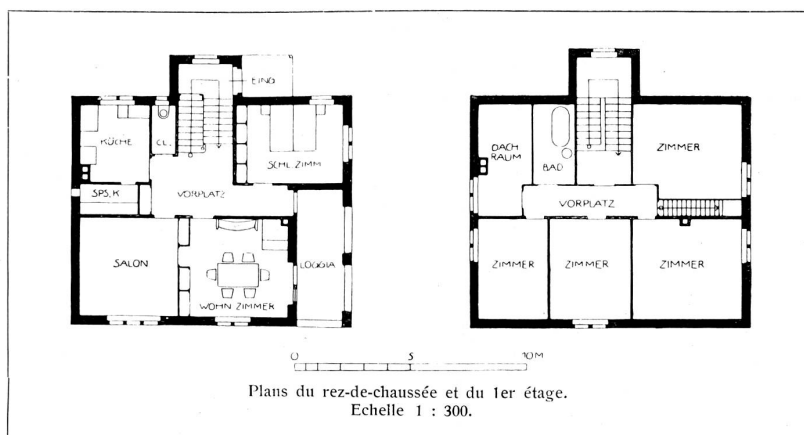 EING
KÜCHE
CL.
SCHL. ZIMM
SPS. K
VORPLATZ
SALON
WOHN ZIMMER
LOGGIA
DACH
RAUM
BAD
ZIMMER
VORPLATZ
ZIMMER
ZIMMER
ZIMMER
0 5 10 M
Plans du rez-de-chaussée et du 1er étage.
Echelle 1 : 300.